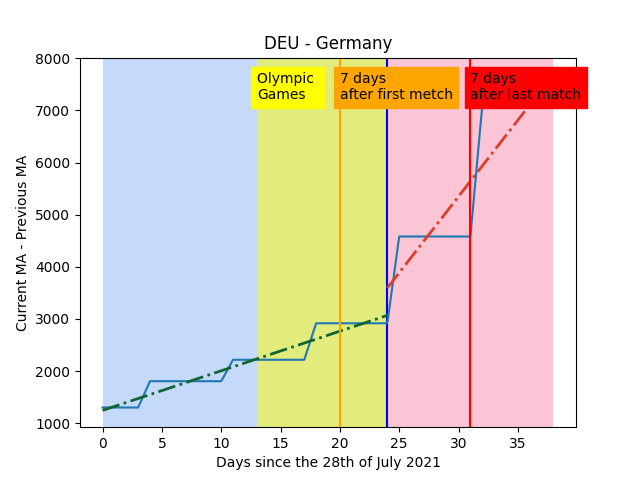 DEU - Germany
Olympic
Games
7 days
after first metch
7 days
after last match
8000
7000
6000
5000
4000
3000
2000
1000
Current MA - Previous MA
0
5
10
15
20
25
30
35
Days since the 28th of July 2021